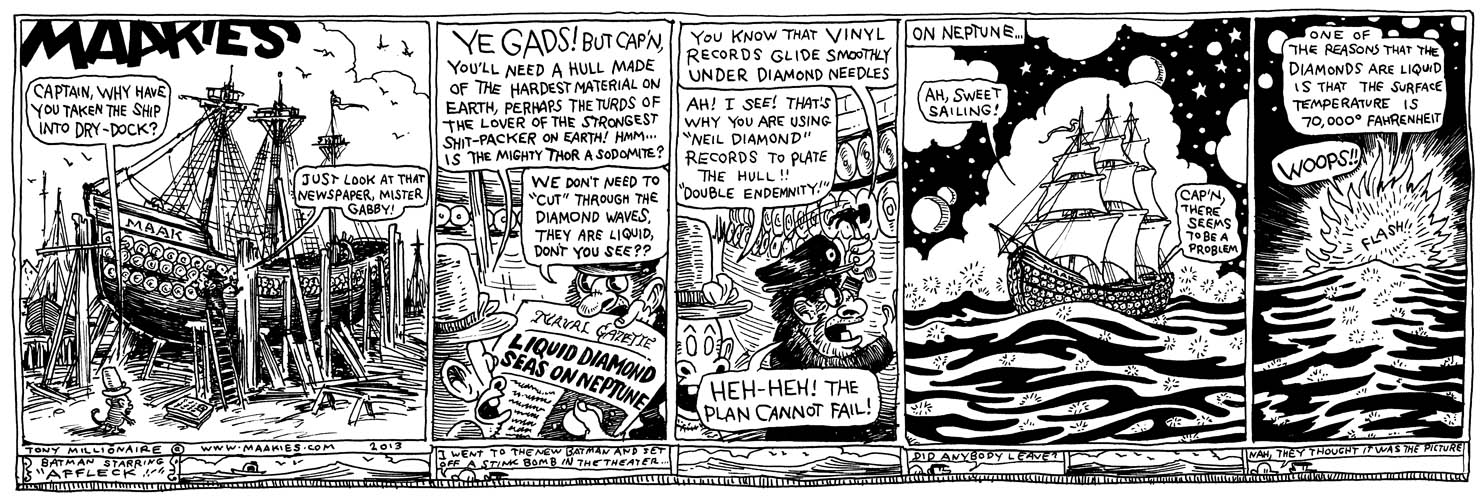 MAAKIES
CAPTAIN, WHY HAVE
YOU TAKEN THE SHIP
INTO DRY-DOCK?
JUST LOOK AT THAT
NEWSPAPER, MISTER
GABBY!
MAAK
TONY MILLIONAIRE © WWW.MAAKIES.COM 2013
YE GADS! BUT CAP'N,
YOU'LL NEED A HULL MADE
OF THE HARDEST MATERIAL ON
EARTH, PERHAPS THE TURDS OF
THE LOVER OF THE STRONGEST
SHIT-PACKER ON EARTH! HMM...
IS THE MIGHTY THOR A SODOMITE?
WE DON'T NEED TO
"CUT" THROUGH THE
DIAMOND WAVES,
THEY ARE LIQUID,
DON'T YOU SEE??
NAVAL GAZETTE
LIQUID DIAMOND
SEAS ON NEPTUNE
YOU KNOW THAT VINYL
RECORDS GLIDE SMOOTHLY
UNDER DIAMOND NEEDLES
AH! I SEE! THAT'S
WHY YOU ARE USING
"NEIL DIAMOND"
RECORDS TO PLATE
THE HULL!!
"DOUBLE ENDEMNITY!"
HEH-HEH! THE
PLAN CANNOT FAIL!
ON NEPTUNE...
AH, SWEET
SAILING!
CAP'N,
THERE
SEEMS
TO BE A
PROBLEM
ONE OF
THE REASONS THAT THE
DIAMONDS ARE LIQUID
IS THAT THE SURFACE
TEMPERATURE IS
70,000° FAHRENHEIT
WOOPS!!
FLASH!
BATMAN STARRING
"AFFLECK!!"
I WENT TO THE NEW BATMAN AND SET
OFF A STINK BOMB IN THE THEATER...
DID ANYBODY LEAVE?
NAH, THEY THOUGHT IT WAS THE PICTURE